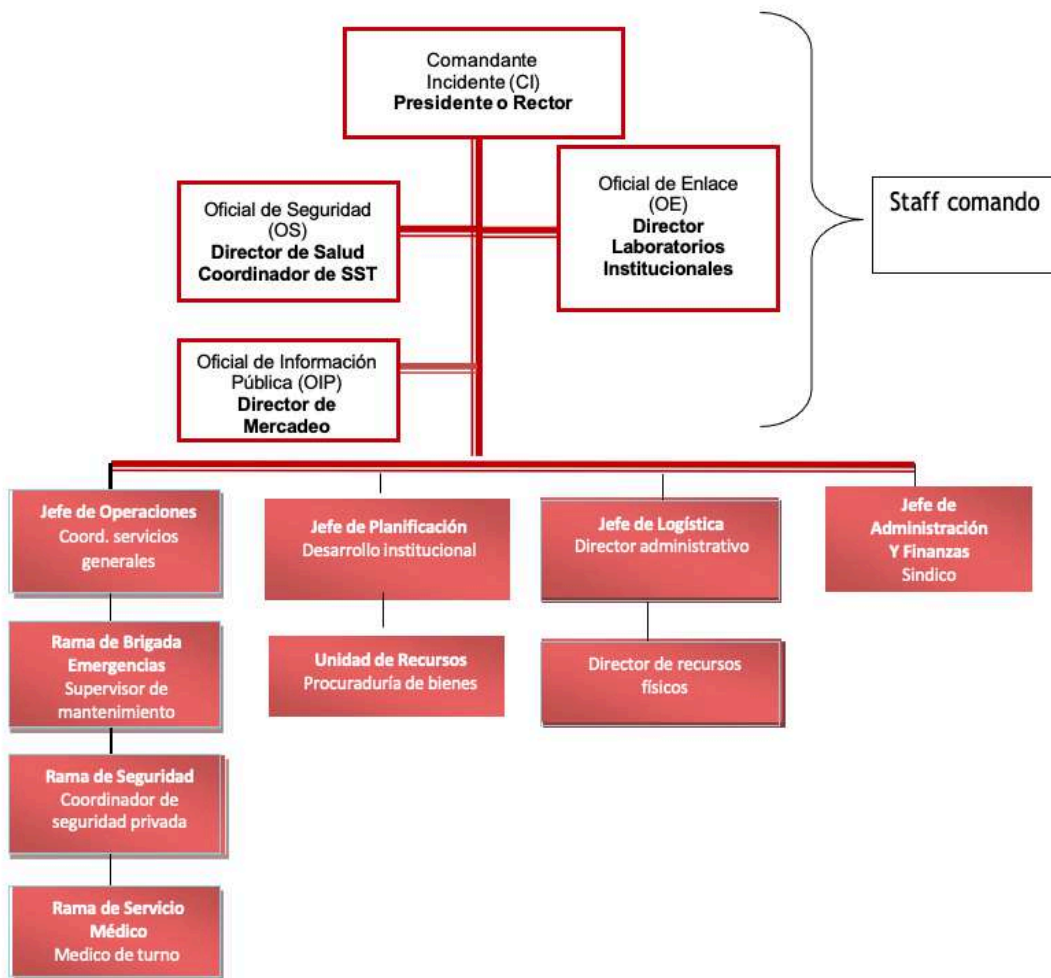 Comandante
Incidente (CI)
Presidente o Rector
Oficial de Seguridad
(OS)
Director de Salud
Coordinador de SST
Oficial de Enlace
(OE)
Director
Laboratorios
Institucionales
Staff comando
Oficial de Información
Pública (OIP)
Director de
Mercadeo
Jefe de Operaciones
Coord. servicios
generales
Jefe de Planificación
Desarrollo institucional
Jefe de Logística
Director administrativo
Jefe de
Administración
Y Finanzas
Sindico
Rama de Brigada
Emergencias
Supervisor de
mantenimiento
Unidad de Recursos
Procuraduría de bienes
Director de recursos
físicos
Rama de Seguridad
Coordinador de
seguridad privada
Rama de Servicio
Médico
Medico de turno